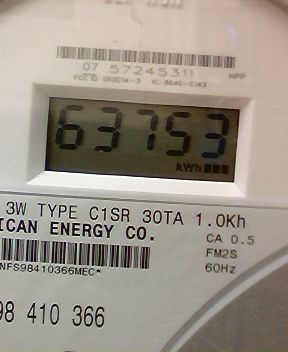 07 57245311
HPP
63753
kWh
3W TYPE C1SR 30TA 1.0Kh
ICAN ENERGY CO.
CA 0.5
FM2S
60Hz
NFS98410366MEC*
98 410 366